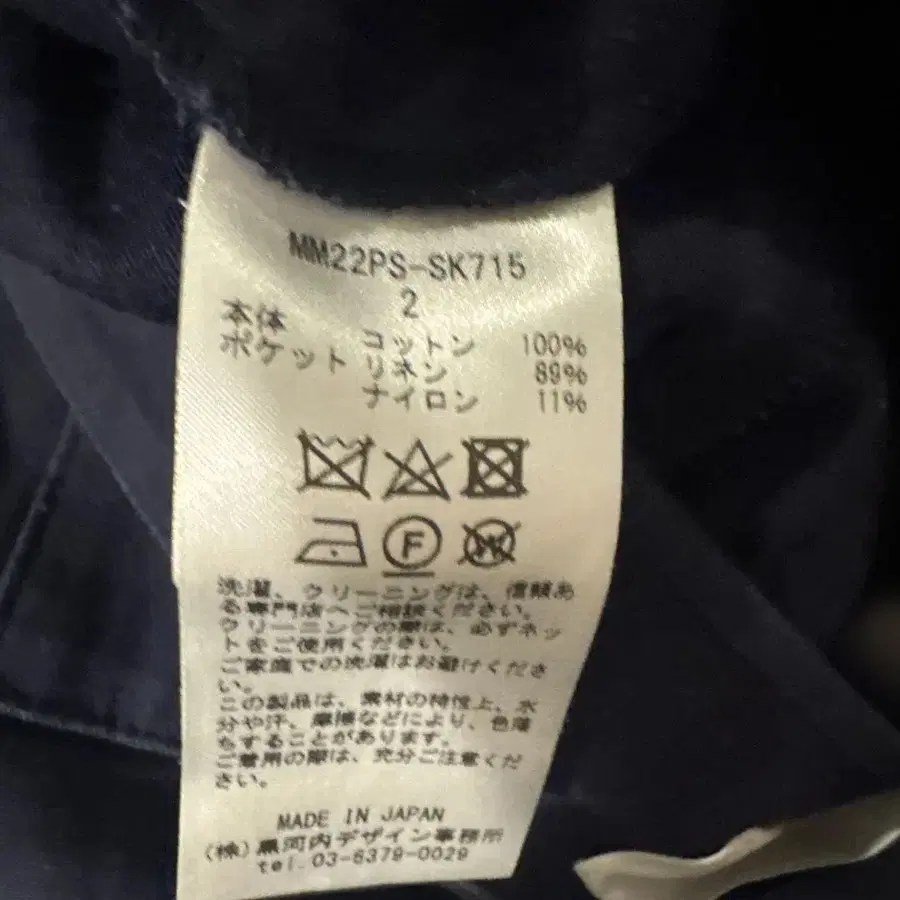 MM22PS-SK715
2
本体 コットン 100%
ポケット リネン 89%
ナイロン 11%
F
W
洗濯、クリーニングは、信頼あ
る専門店へご相談ください。
クリーニングの際は、必ずネッ
トをご使用ください。
ご家庭での洗濯はお避けくださ
い。
この製品は、素材の特性上、水
分や汗、摩擦などにより、色落
ちすることがあります。
ご着用の際は、充分ご注意くだ
さい。
MADE IN JAPAN
(株)黒河内デザイン事務所
tel.03-6379-0029